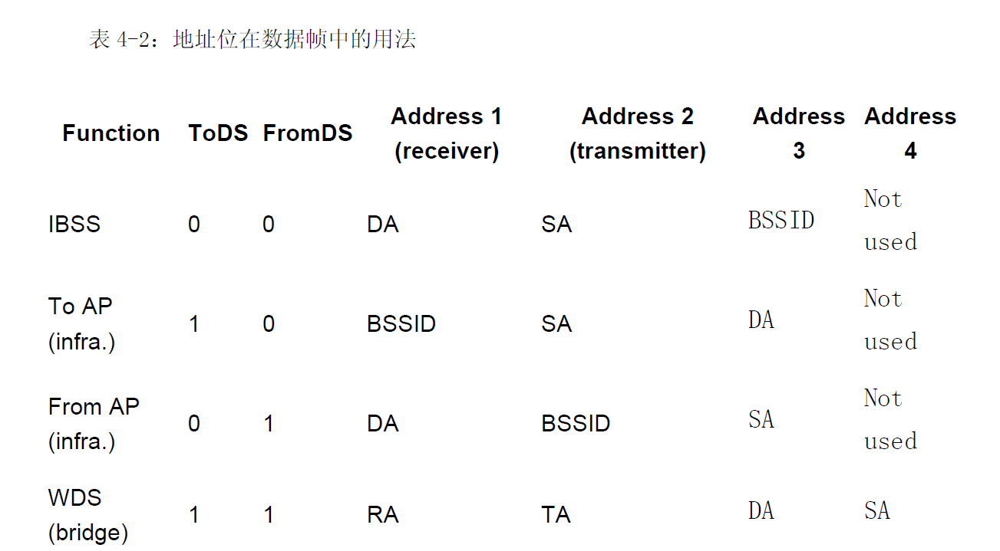 表 4-2：地址位在数据帧中的用法
Function ToDS FromDS Address 1 (receiver) Address 2 (transmitter) Address 3 Address 4
IBSS 0 0 DA SA BSSID Not used
To AP (infra.) 1 0 BSSID SA DA Not used
From AP (infra.) 0 1 DA BSSID SA Not used
WDS (bridge) 1 1 RA TA DA SA